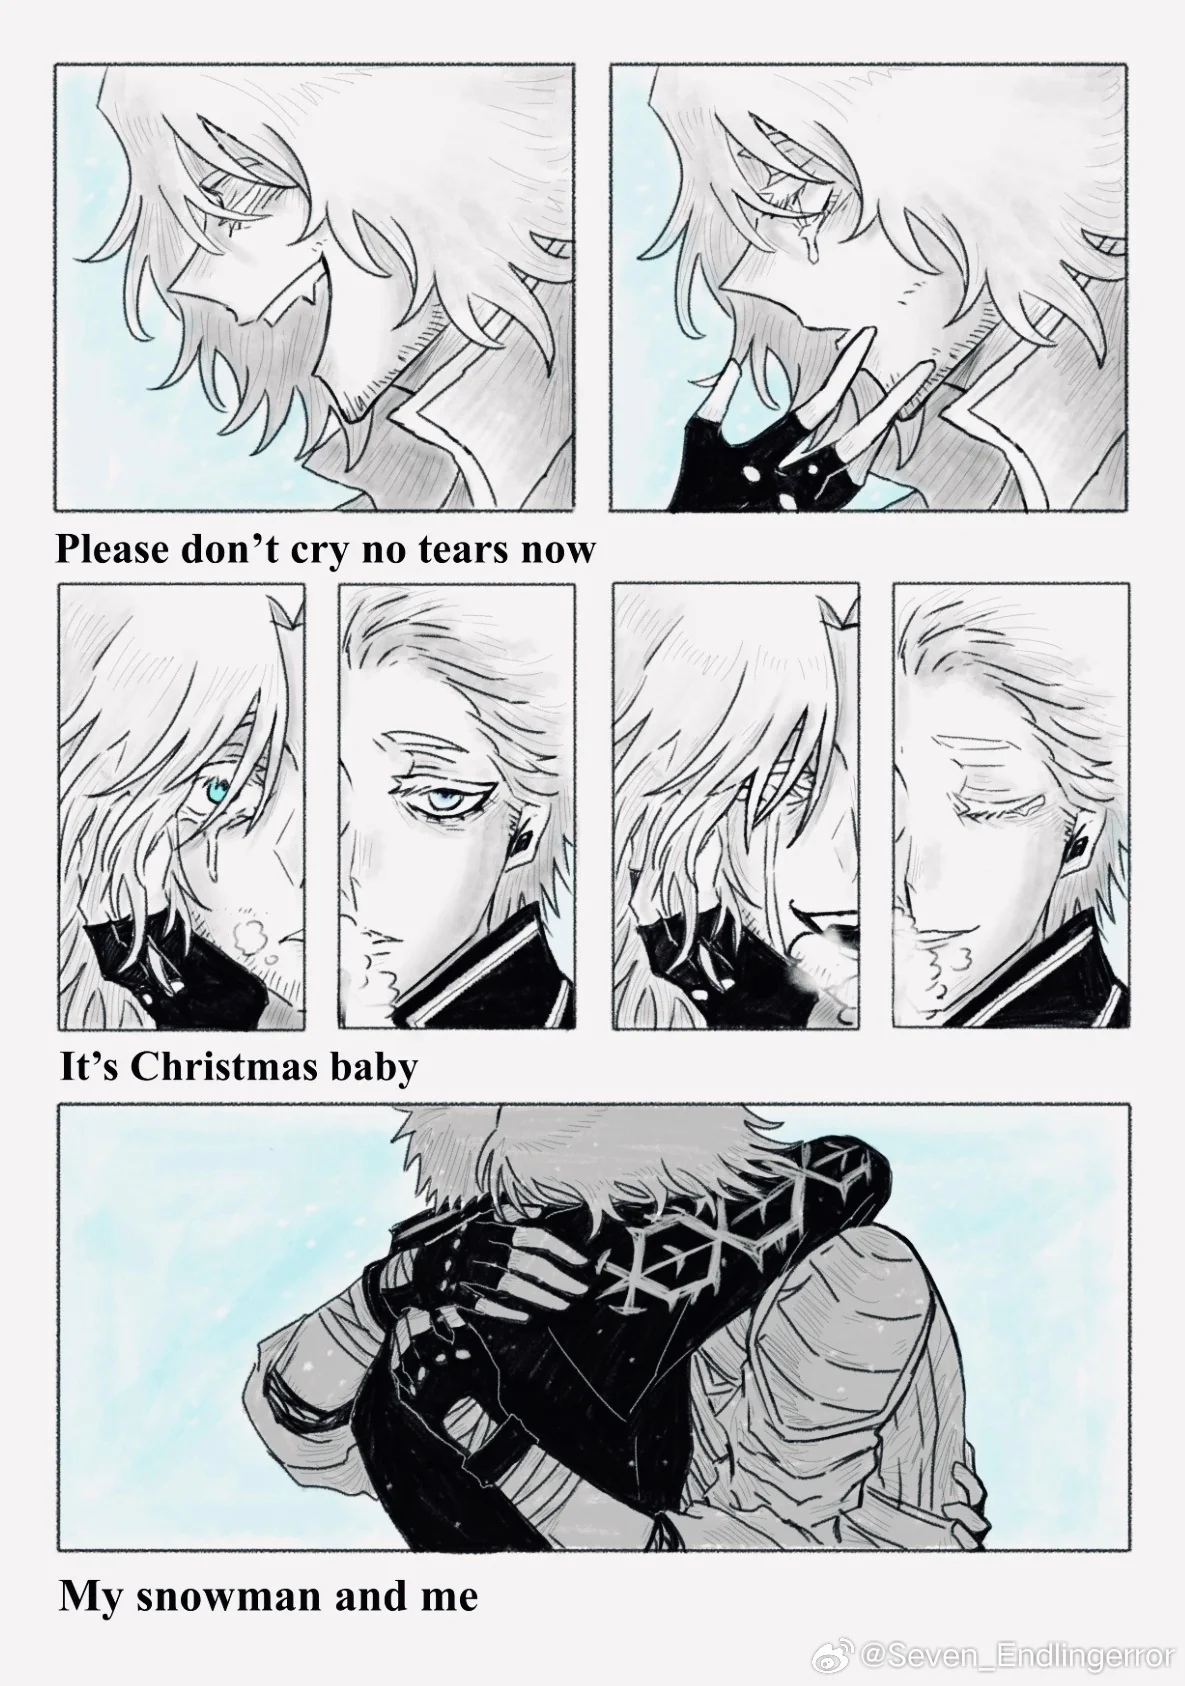 Please don’t cry no tears now
It’s Christmas baby
My snowman and me
@Seven_Endlingerror